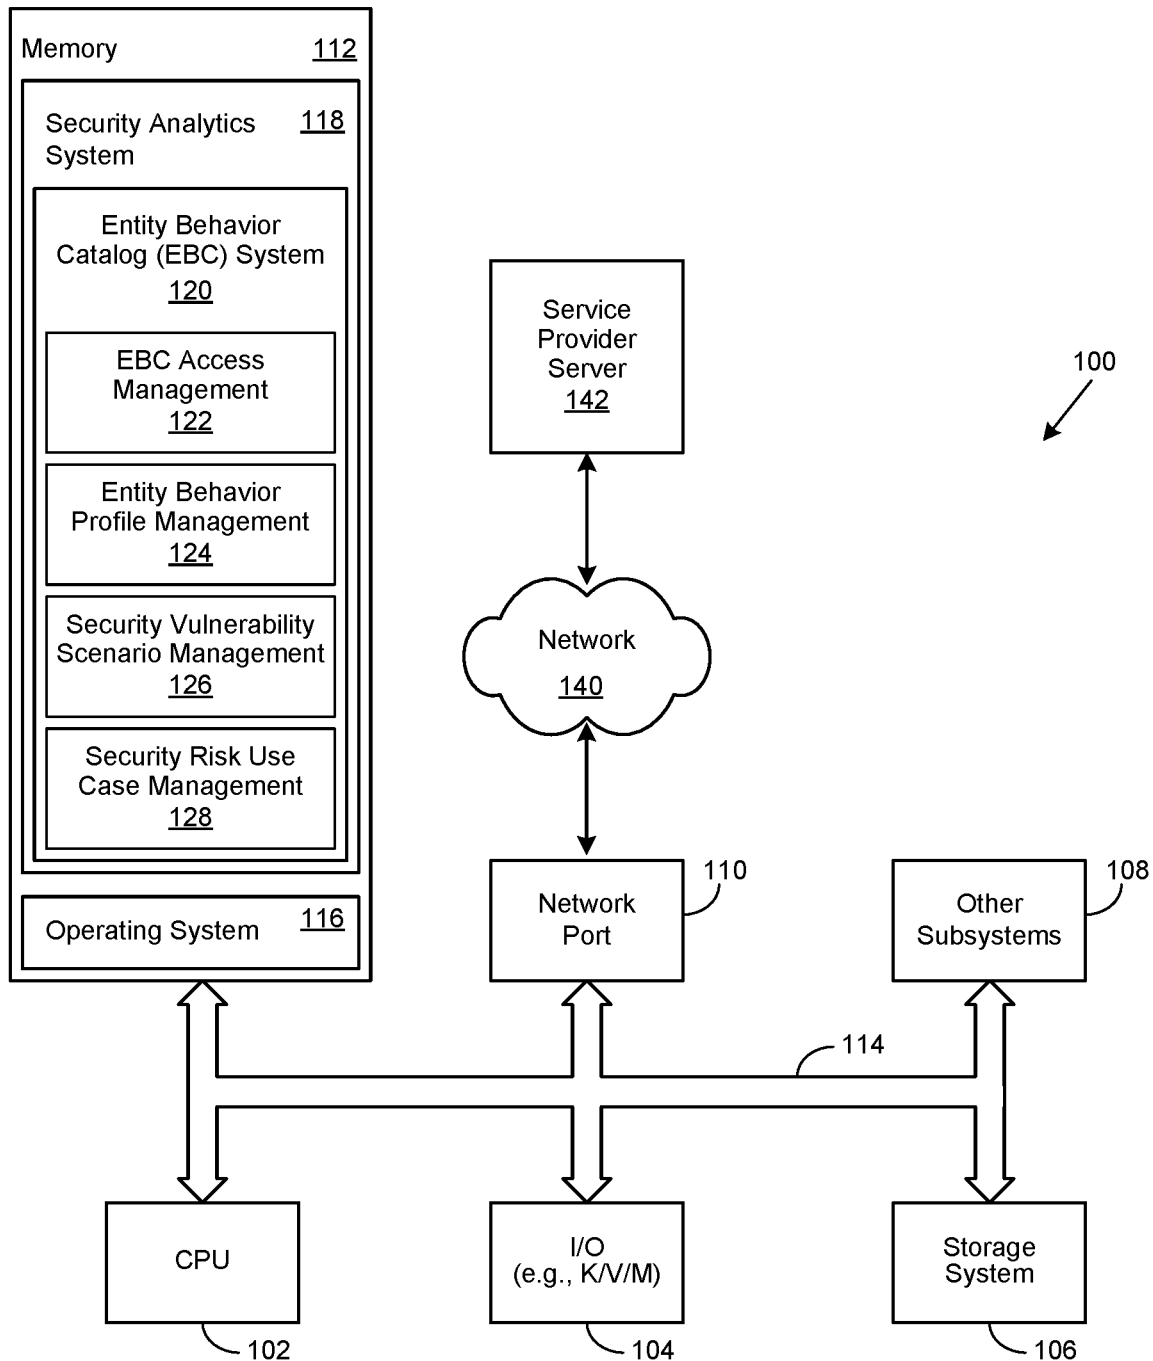 Memory 112
Security Analytics 118
System
Entity Behavior
Catalog (EBC) System
120
EBC Access
Management
122
Entity Behavior
Profile Management
124
Security Vulnerability
Scenario Management
126
Security Risk Use
Case Management
128
Operating System 116
Service
Provider
Server
142
100
Network
140
Network
Port
110
Other
Subsystems
108
114
CPU
102
I/O
(e.g., K/V/M)
104
Storage
System
106